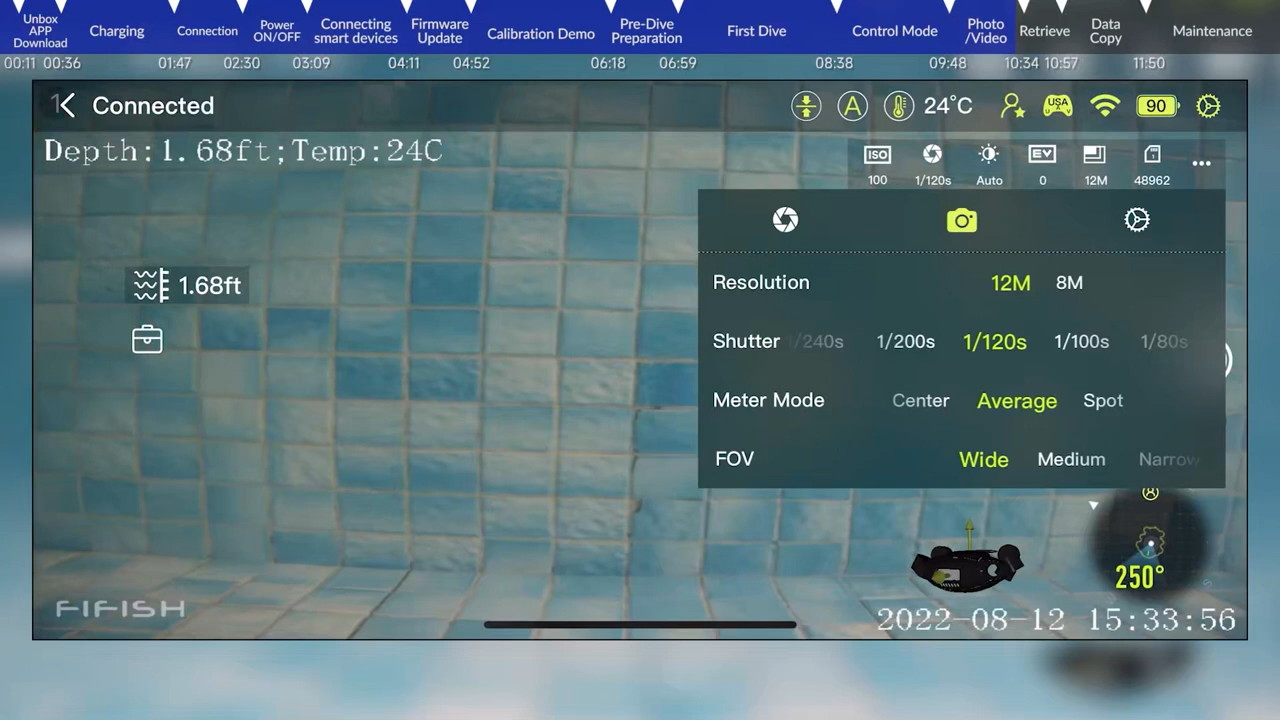 Unbox
APP
Download
Charging
Connection
Power
ON/OFF
Connecting
smart devices
Firmware
Update
Calibration Demo
Pre-Dive
Preparation
First Dive
Control Mode
Photo
/Video
Retrieve
Data
Copy
Maintenance
00:11 00:36 01:47 02:30 03:09 04:11 04:52 06:18 06:59 08:38 09:48 10:34 10:57 11:50
Connected
A 24°C USA 90
Depth:1.68ft;Temp:24C
ISO EV
100 1/120s Auto 0 12M 48962
1.68ft
Resolution 12M 8M
Shutter /240s 1/200s 1/120s 1/100s 1/80s
Meter Mode Center Average Spot
FOV Wide Medium Narrow
250°
FIFISH
2022-08-12 15:33:56